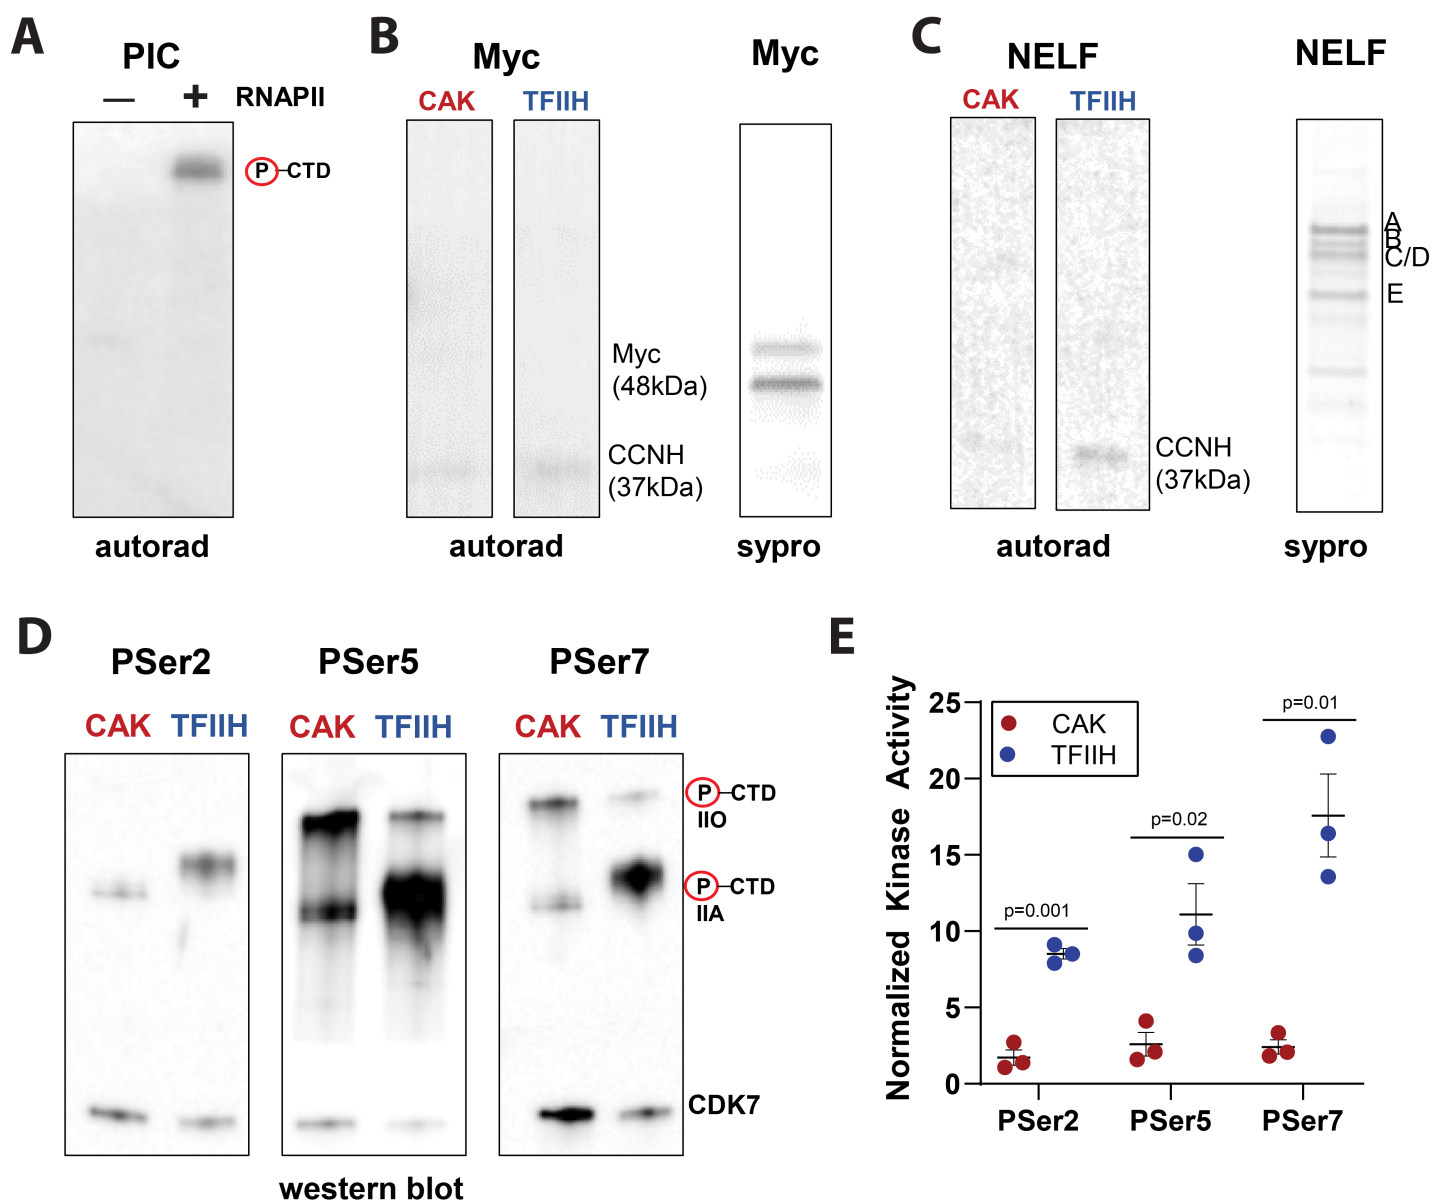 A
PIC
— + RNAPII
P CTD
autorad
B
Myc
CAK TFIIH
Myc
(48kDa)
CCNH
(37kDa)
autorad
Myc
sypro
C
NELF
CAK TFIIH
CCNH
(37kDa)
autorad
NELF
A
B
C/D
E
sypro
D
PSer2 PSer5 PSer7
CAK TFIIH CAK TFIIH CAK TFIIH
P CTD
IIO
P CTD
IIA
CDK7
western blot
E
Normalized Kinase Activity
25
20
15
10
5
0
CAK
TFIIH
p=0.001
p=0.02
p=0.01
PSer2 PSer5 PSer7